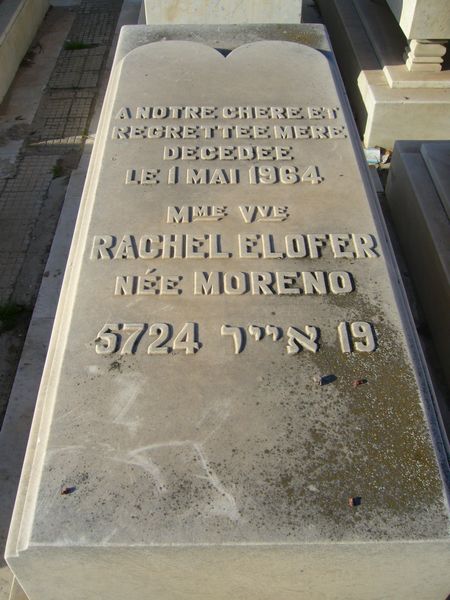 A NOTRE CHERE ET
REGRETTEE MERE
DECEDEE
LE 1 MAI 1964
MME VVE
RACHEL ELOFER
NÉE MORENO
5724 אייר 19